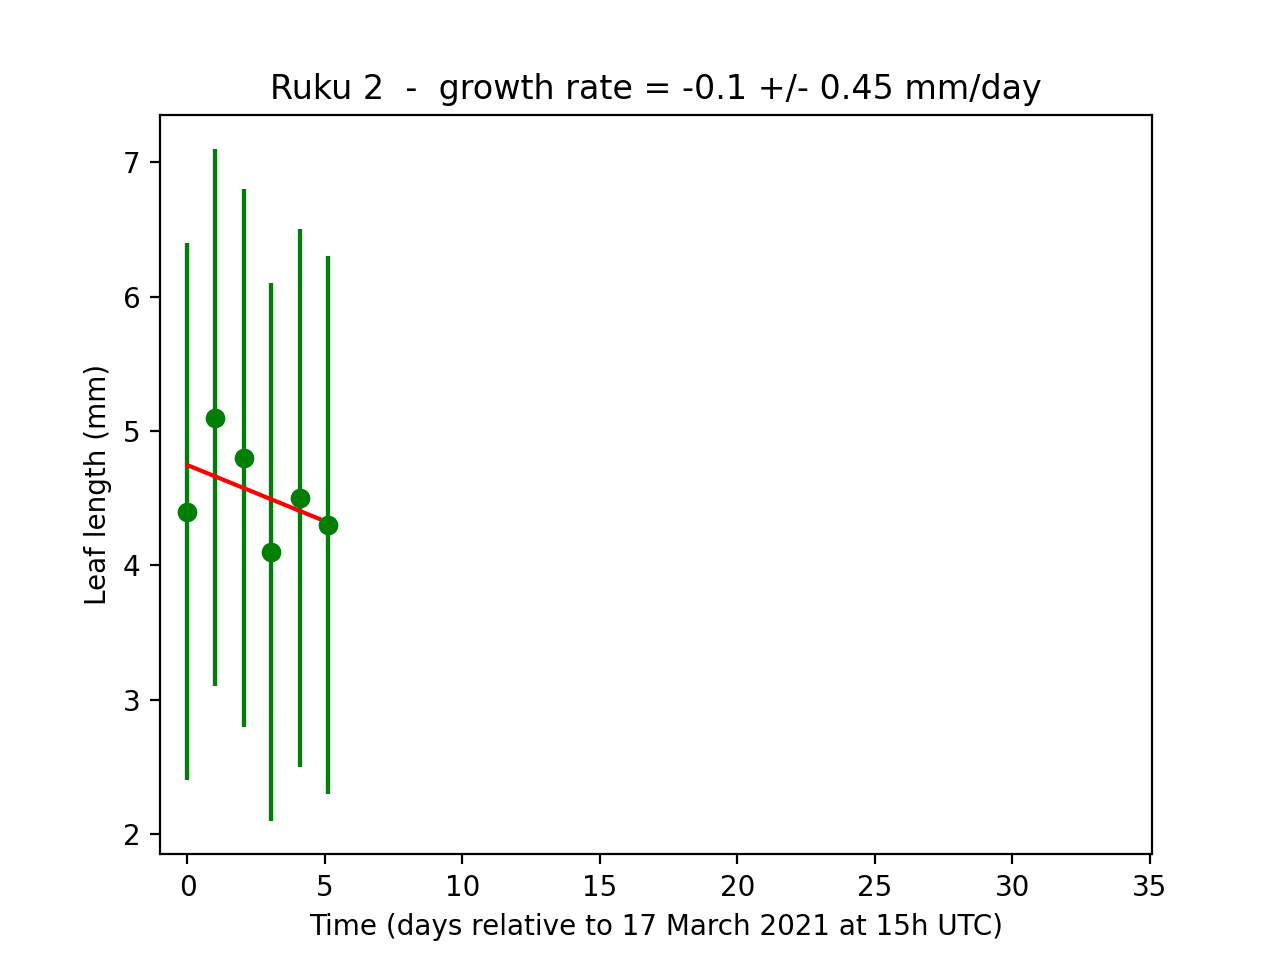 Ruku 2  -  growth rate = -0.1 +/- 0.45 mm/day
7
6
5
4
3
2
Leaf length (mm)
0 5 10 15 20 25 30 35
Time (days relative to 17 March 2021 at 15h UTC)